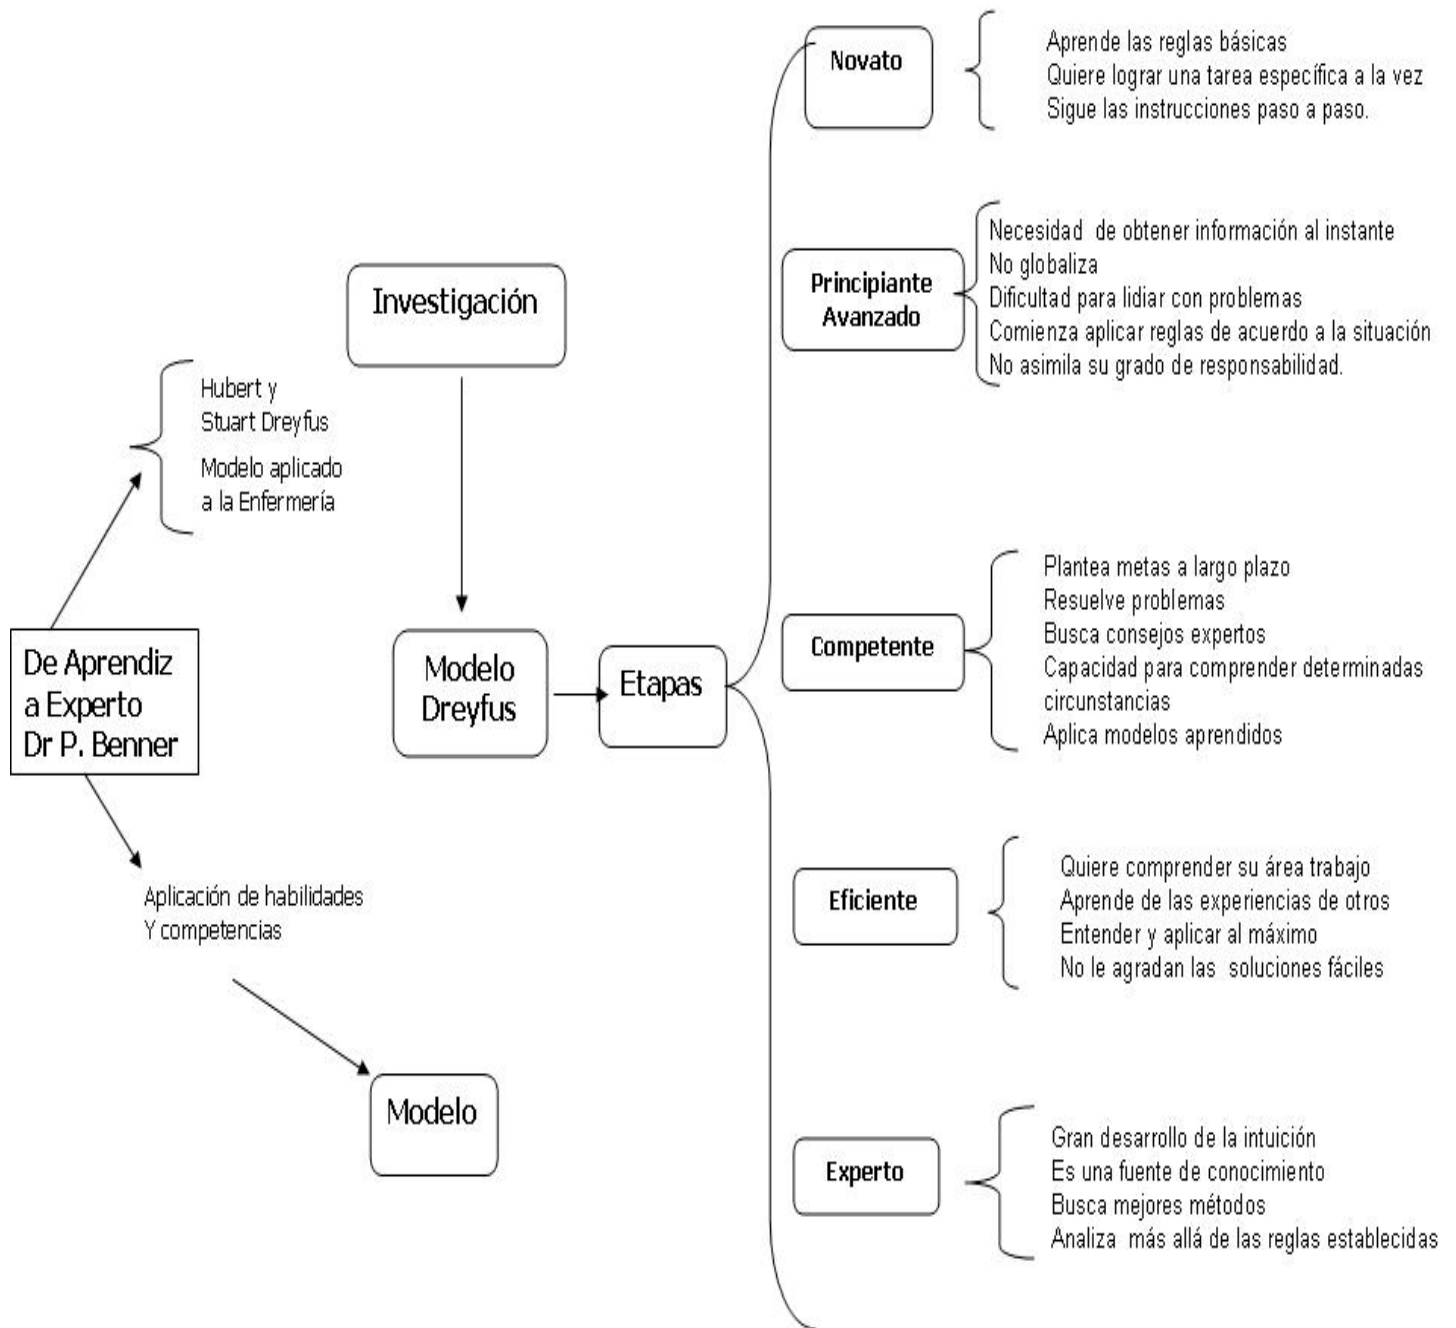 De Aprendiz
a Experto
Dr P. Benner
Hubert y
Stuart Dreyfus
Modelo aplicado
a la Enfermería
Aplicación de habilidades
Y competencias
Modelo
Investigación
Modelo
Dreyfus
Etapas
Novato
Aprende las reglas básicas
Quiere lograr una tarea específica a la vez
Sigue las instrucciones paso a paso.
Principiante
Avanzado
Necesidad de obtener información al instante
No globaliza
Dificultad para lidiar con problemas
Comienza aplicar reglas de acuerdo a la situación
No asimila su grado de responsabilidad.
Competente
Plantea metas a largo plazo
Resuelve problemas
Busca consejos expertos
Capacidad para comprender determinadas
circunstancias
Aplica modelos aprendidos
Eficiente
Quiere comprender su área trabajo
Aprende de las experiencias de otros
Entender y aplicar al máximo
No le agradan las soluciones fáciles
Experto
Gran desarrollo de la intuición
Es una fuente de conocimiento
Busca mejores métodos
Analiza más allá de las reglas establecidas